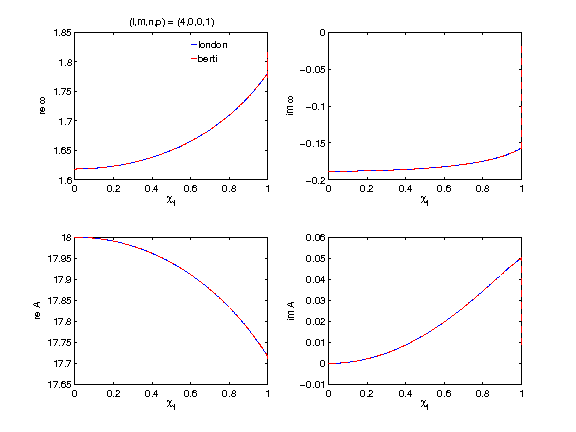 (l,m,n,p) = (4,0,0,1)
london
berti
re ω
1.85
1.8
1.75
1.7
1.65
1.6
0 0.2 0.4 0.6 0.8 1
χf
im ω
0
−0.05
−0.1
−0.15
−0.2
0 0.2 0.4 0.6 0.8 1
χf
re A
18
17.95
17.9
17.85
17.8
17.75
17.7
17.65
0 0.2 0.4 0.6 0.8 1
χf
im A
0.06
0.05
0.04
0.03
0.02
0.01
0
−0.01
0 0.2 0.4 0.6 0.8 1
χf